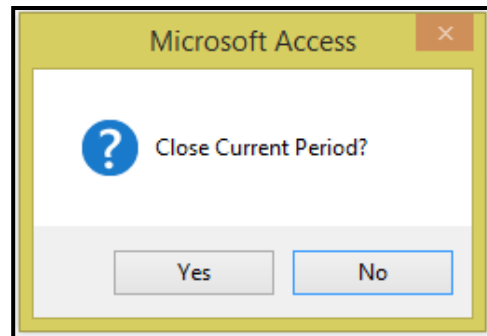 Microsoft Access
Close Current Period?
Yes No